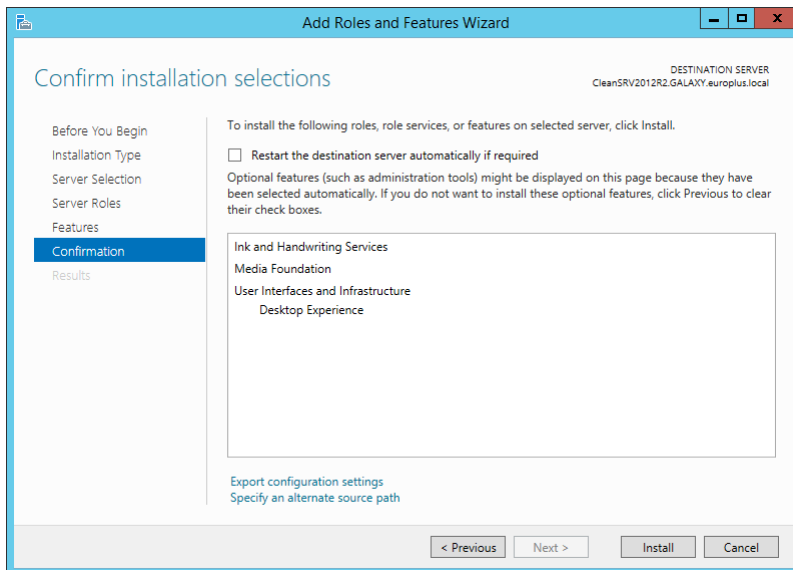 Add Roles and Features Wizard
Confirm installation selections
DESTINATION SERVER
CleanSRV2012R2.GALAXY.europlus.local
Before You Begin
Installation Type
Server Selection
Server Roles
Features
Confirmation
Results
To install the following roles, role services, or features on selected server, click Install.
Restart the destination server automatically if required
Optional features (such as administration tools) might be displayed on this page because they have
been selected automatically. If you do not want to install these optional features, click Previous to clear
their check boxes.
Ink and Handwriting Services
Media Foundation
User Interfaces and Infrastructure
Desktop Experience
Export configuration settings
Specify an alternate source path
< Previous
Next >
Install
Cancel